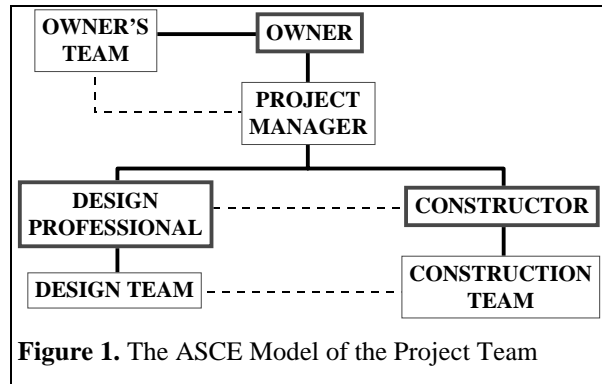 OWNER'S
TEAM
OWNER
PROJECT
MANAGER
DESIGN
PROFESSIONAL
CONSTRUCTOR
DESIGN TEAM
CONSTRUCTION
TEAM
Figure 1. The ASCE Model of the Project Team